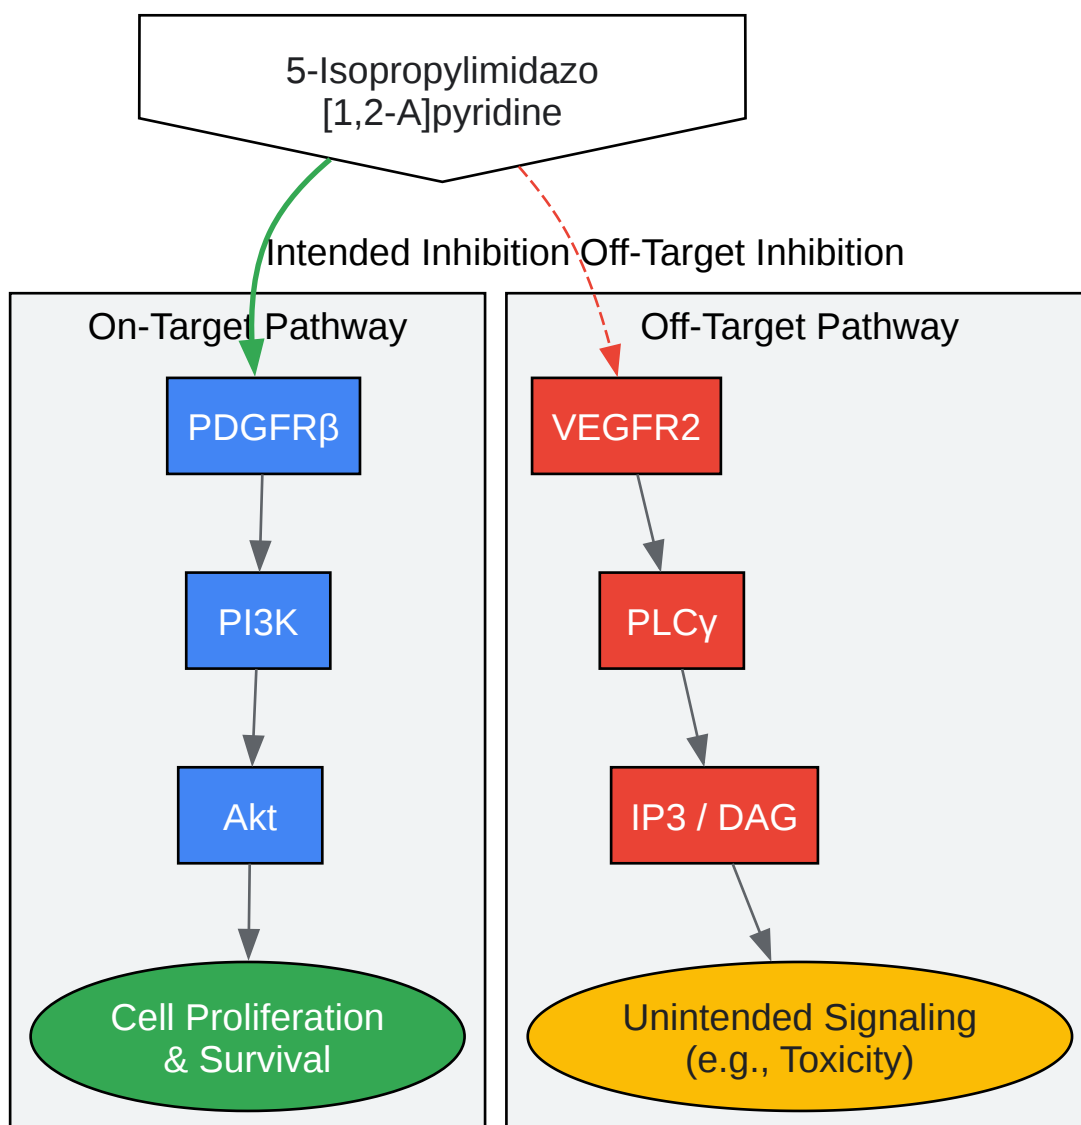 5-Isopropylimidazo
[1,2-A]pyridine
Intended Inhibition
Off-Target Inhibition
On-Target Pathway
PDGFRβ
PI3K
Akt
Cell Proliferation
& Survival
Off-Target Pathway
VEGFR2
PLCγ
IP3 / DAG
Unintended Signaling
(e.g., Toxicity)